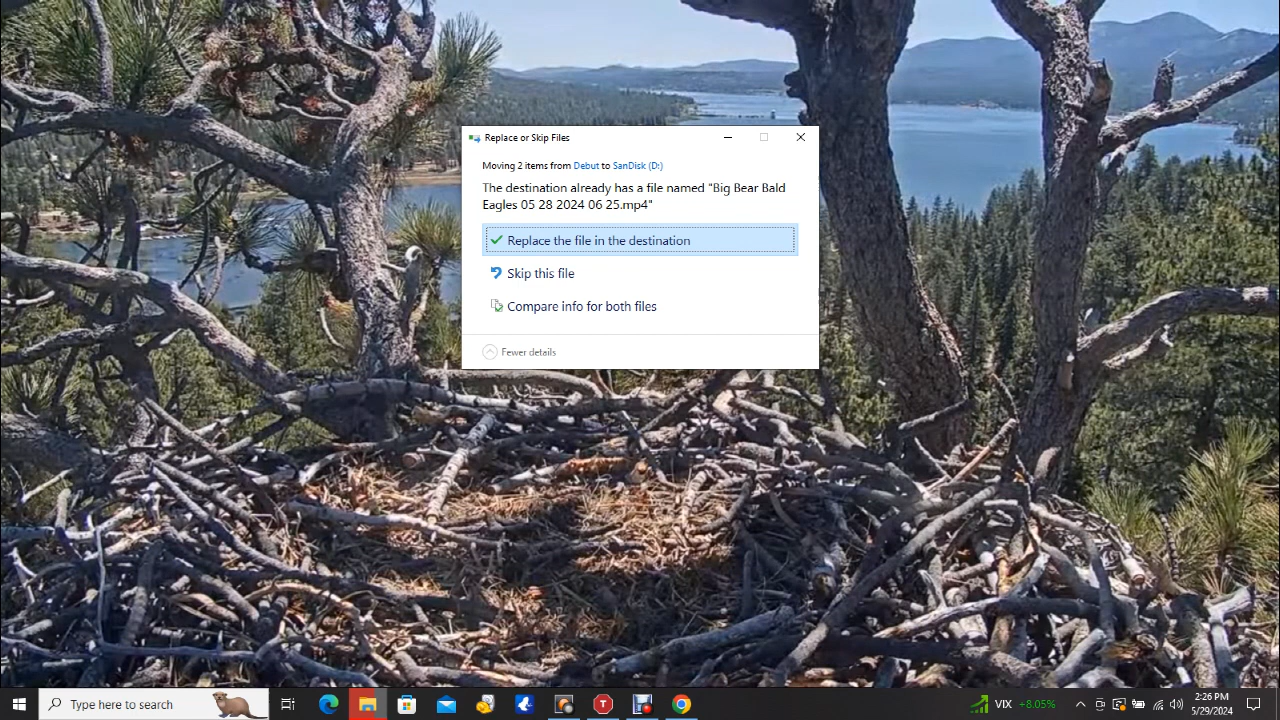 Replace or Skip Files
Moving 2 items from Debut to SanDisk (D:)
The destination already has a file named "Big Bear Bald
Eagles 05 28 2024 06 25.mp4"
Replace the file in the destination
Skip this file
Compare info for both files
Fewer details
Type here to search
T
VIX +8.05%
2:26 PM
5/29/2024